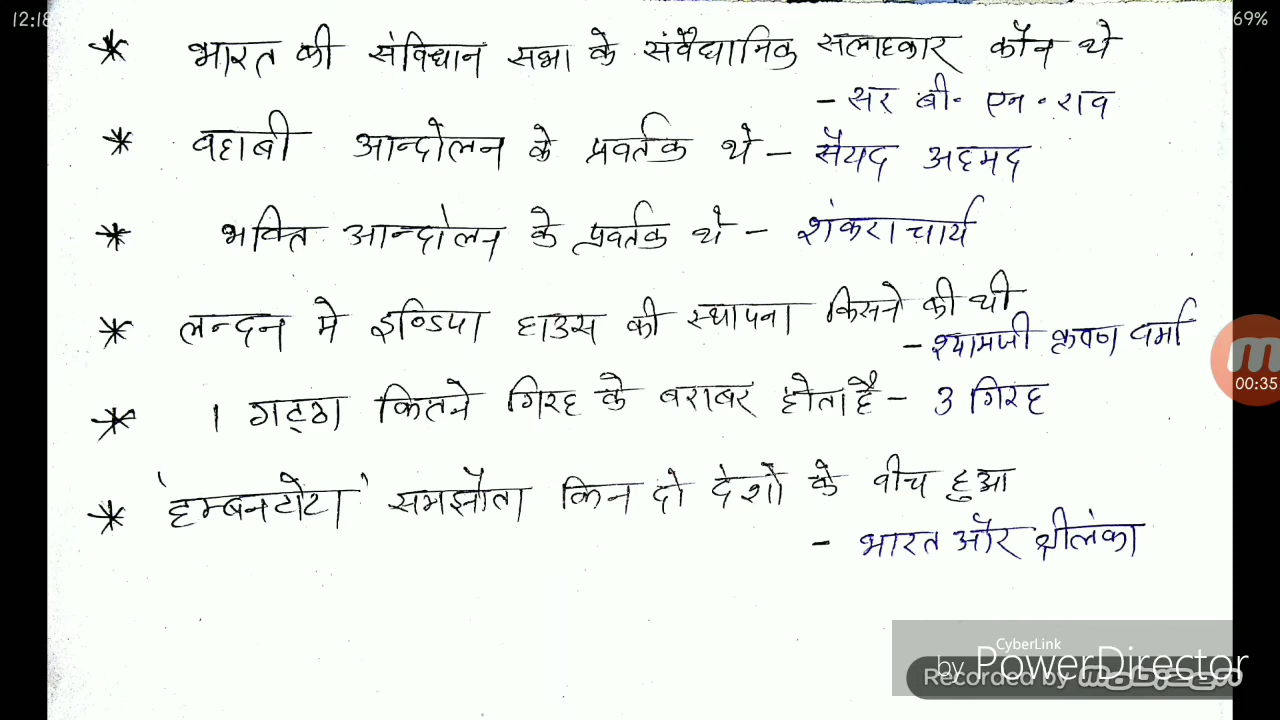 12:18
69%
* भारत की संविधान सभा के संवैधानिक सलाहकार कौन थे
- सर बी. एन. राव
* वहाबी आन्दोलन के प्रवर्तक थे - सैयद अहमद
* भक्ति आन्दोलन के प्रवर्तक थे - शंकराचार्य
* लन्दन मे इण्डिया हाउस की स्थापना किसने की थी
- श्यामजी कृष्ण वर्मा
00:35
* 1 गट्ठा कितने गिरह के बराबर होता है - 3 गिरह
* 'हम्बनटोटा' समझौता किन दो देशो के बीच हुआ
- भारत और श्रीलंका
CyberLink
by PowerDirector
Recorded by